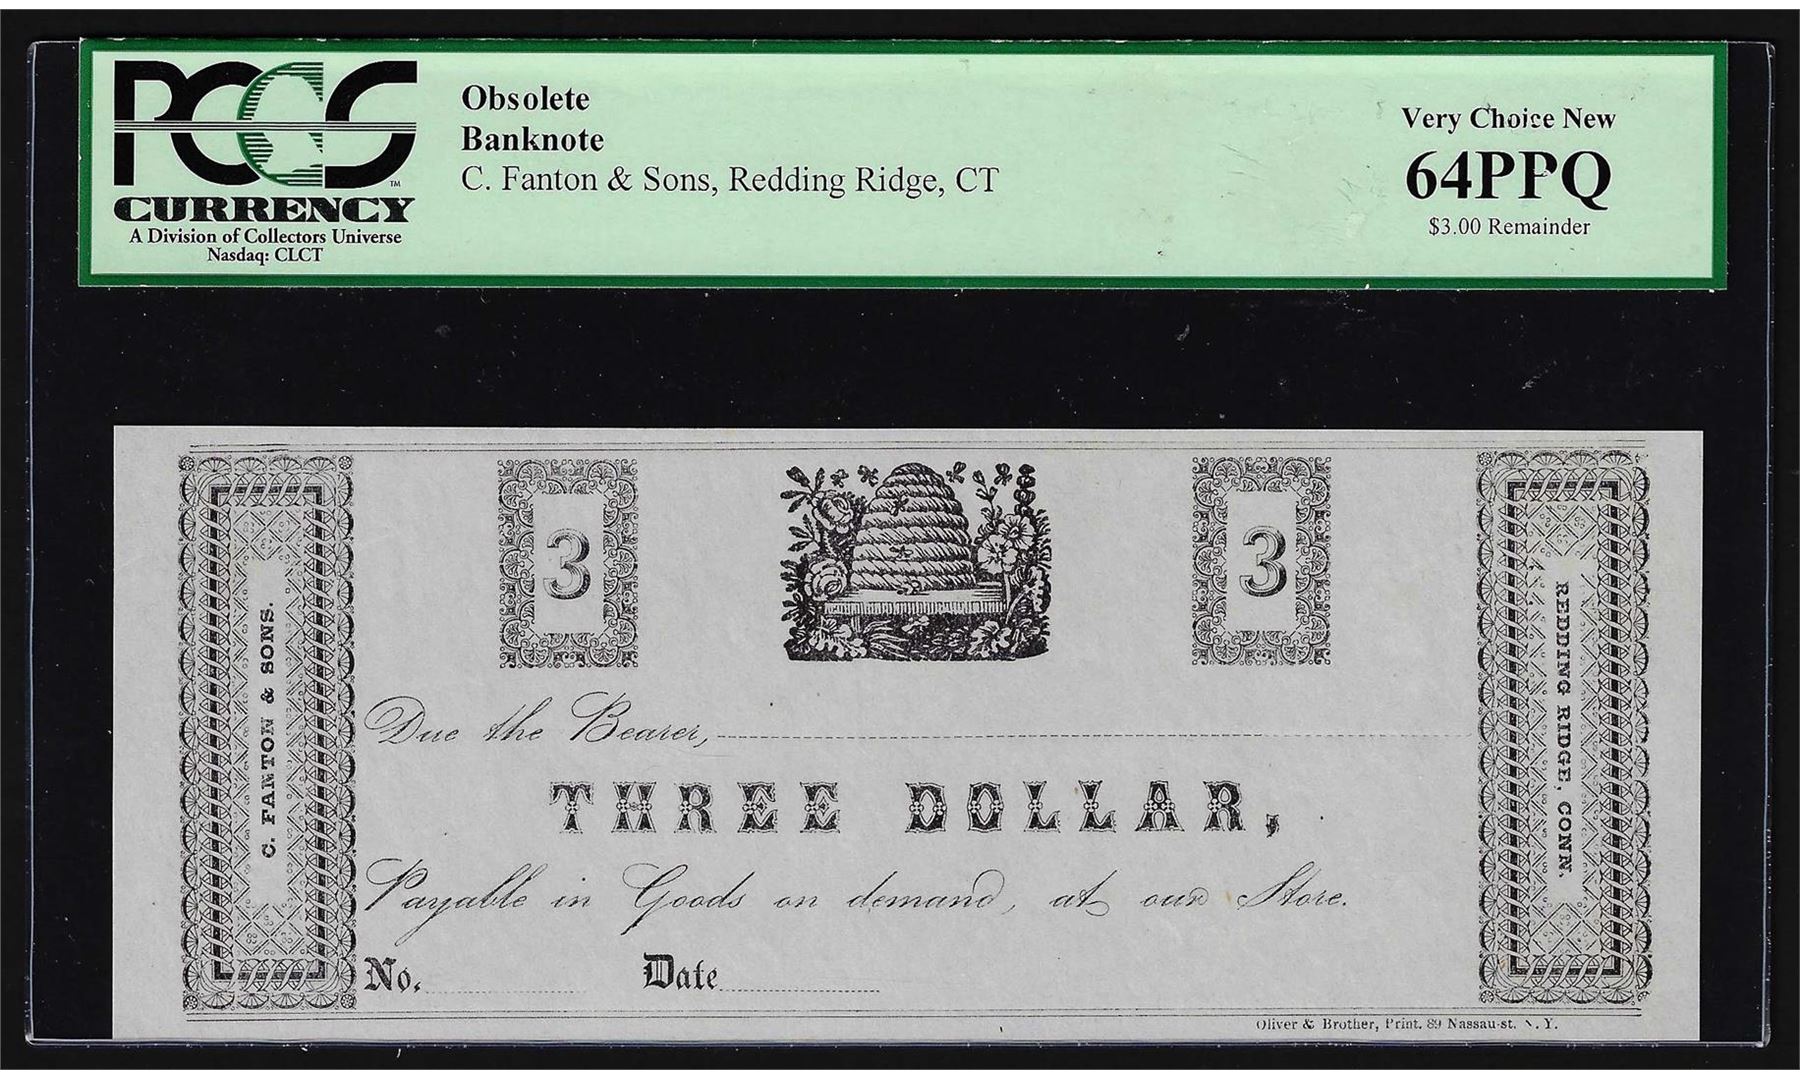 PCGS
TM
CURRENCY
A Division of Collectors Universe
Nasdaq: CLCT
Obsolete
Banknote
C. Fanton & Sons, Redding Ridge, CT
Very Choice New
64PPQ
$3.00 Remainder
C. FANTON & SONS.
3
3
REDDING RIDGE, CONN.
Due the Bearer,
THREE DOLLAR,
Payable in Goods on demand, at our Store.
No.
Date
Oliver & Brother, Print. 89 Nassau-st. N. Y.